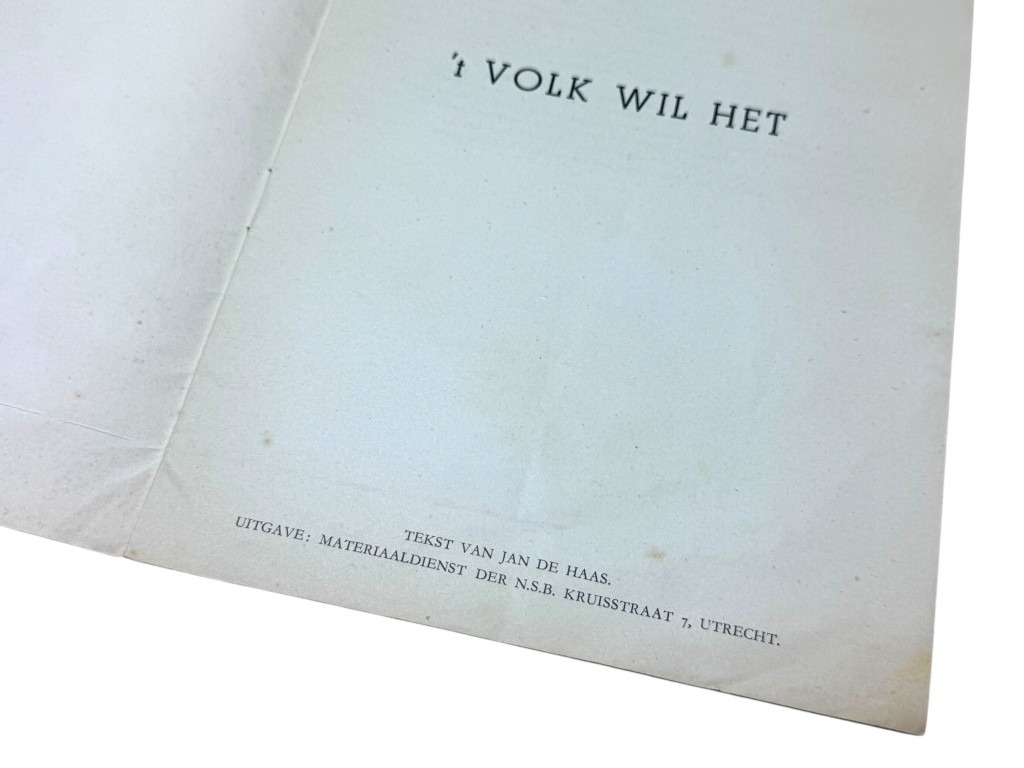 't VOLK WIL HET
TEKST VAN JAN DE HAAS.
UITGAVE: MATERIAALDIENST DER N.S.B. KRUISSTRAAT 7, UTRECHT.